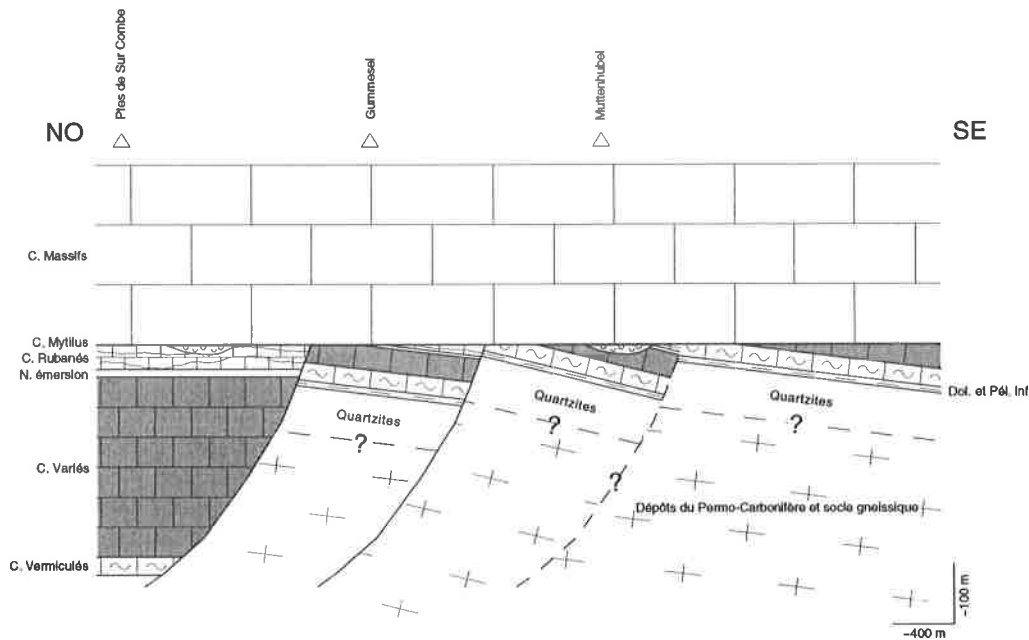 Ptes de Sur Combe
Gummesel
Muttenhubel
NO
SE
C. Massifs
C. Mytilus
C. Rubanés
N. émersion
Dol. et Pél. Inf
Quartzites
Quartzites
Quartzites
?
?
?
?
C. Variés
Dépôts du Permo-Carbonifère et socle gneissique
C. Vermiculés
~100 m
~400 m